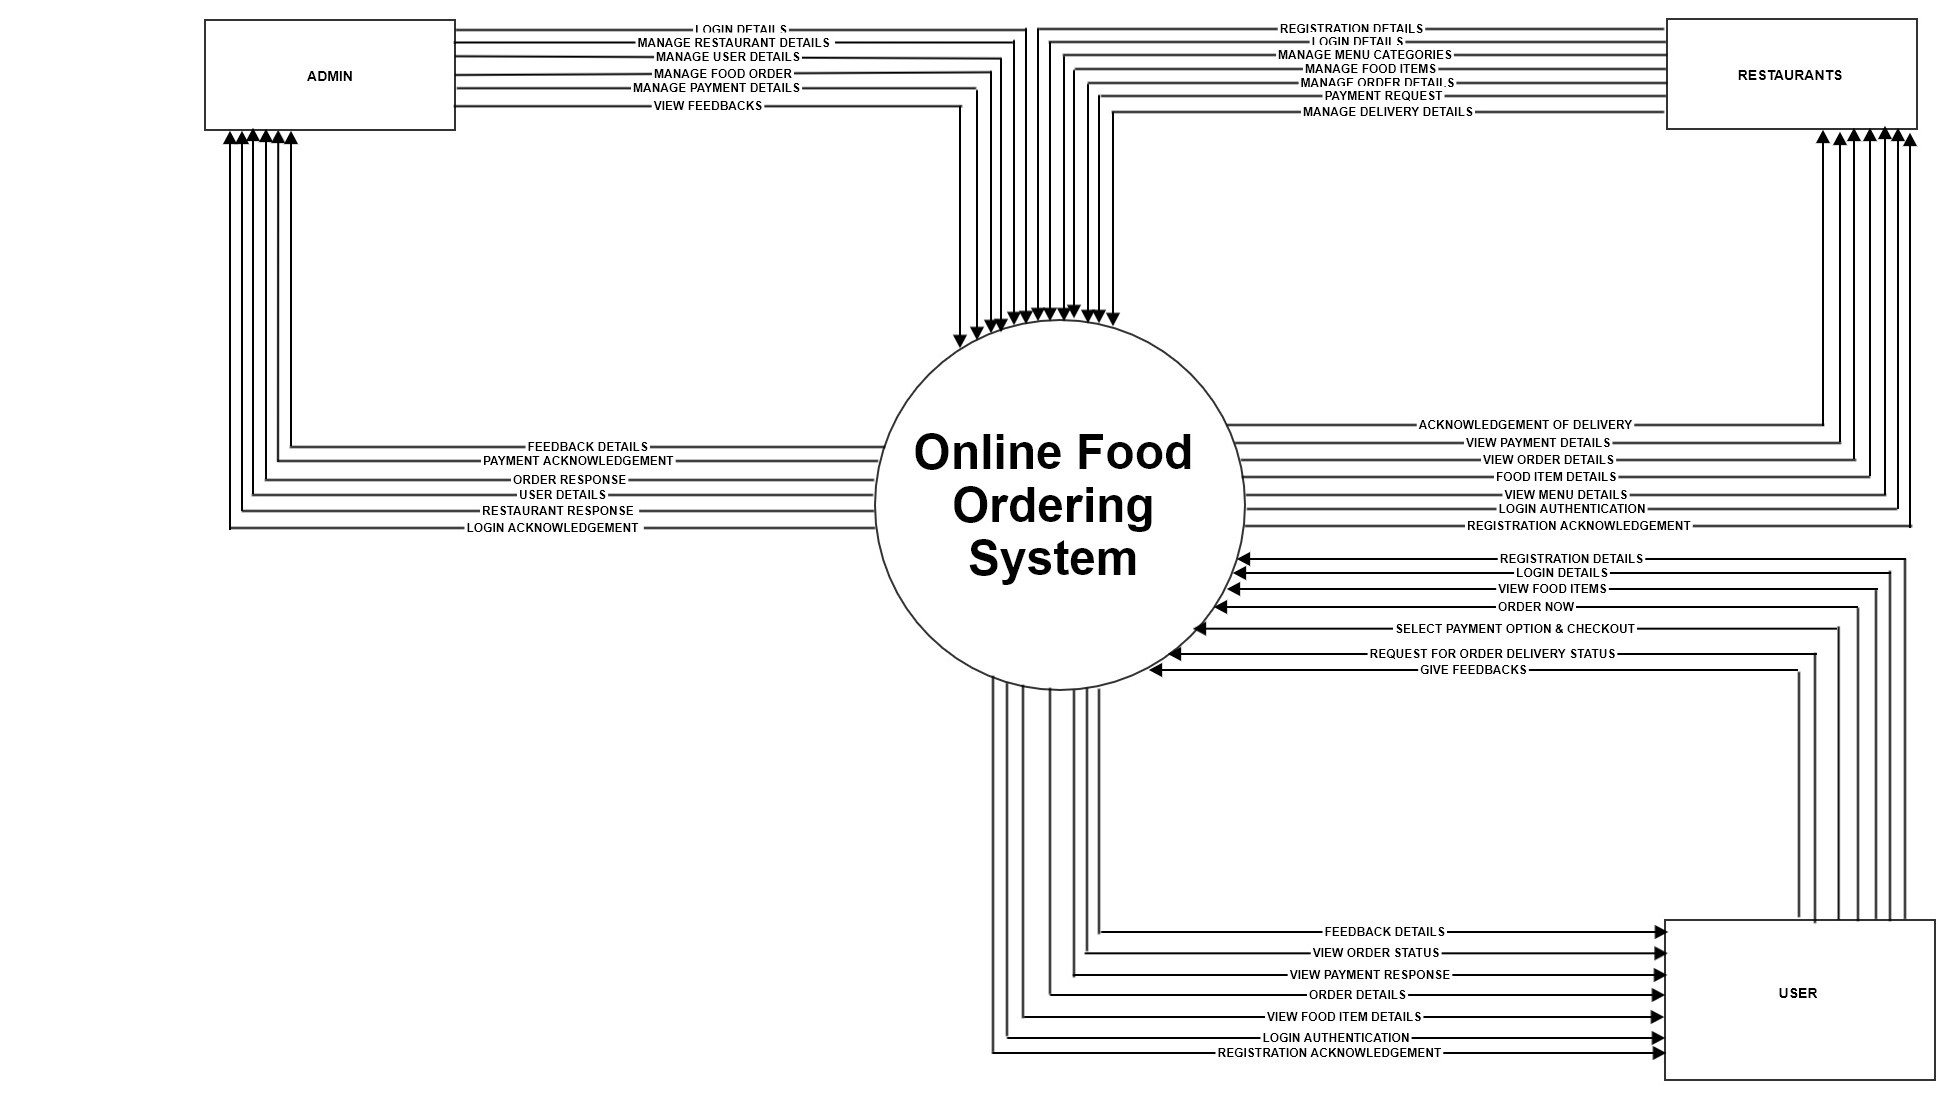 ADMIN
LOGIN DETAILS
MANAGE RESTAURANT DETAILS
MANAGE USER DETAILS
MANAGE FOOD ORDER
MANAGE PAYMENT DETAILS
VIEW FEEDBACKS
REGISTRATION DETAILS
LOGIN DETAILS
MANAGE MENU CATEGORIES
MANAGE FOOD ITEMS
MANAGE ORDER DETAILS
PAYMENT REQUEST
MANAGE DELIVERY DETAILS
RESTAURANTS
FEEDBACK DETAILS
PAYMENT ACKNOWLEDGEMENT
ORDER RESPONSE
USER DETAILS
RESTAURANT RESPONSE
LOGIN ACKNOWLEDGEMENT
Online Food
Ordering
System
ACKNOWLEDGEMENT OF DELIVERY
VIEW PAYMENT DETAILS
VIEW ORDER DETAILS
FOOD ITEM DETAILS
VIEW MENU DETAILS
LOGIN AUTHENTICATION
REGISTRATION ACKNOWLEDGEMENT
REGISTRATION DETAILS
LOGIN DETAILS
VIEW FOOD ITEMS
ORDER NOW
SELECT PAYMENT OPTION & CHECKOUT
REQUEST FOR ORDER DELIVERY STATUS
GIVE FEEDBACKS
FEEDBACK DETAILS
VIEW ORDER STATUS
VIEW PAYMENT RESPONSE
ORDER DETAILS
VIEW FOOD ITEM DETAILS
LOGIN AUTHENTICATION
REGISTRATION ACKNOWLEDGEMENT
USER